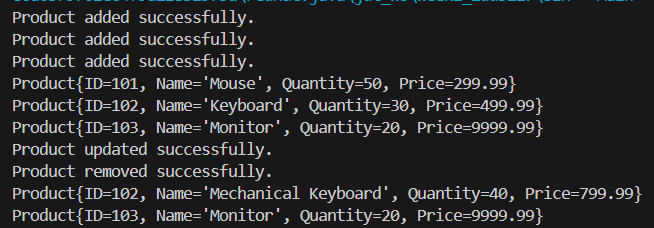 Product added successfully.
Product added successfully.
Product added successfully.
Product{ID=101, Name='Mouse', Quantity=50, Price=299.99}
Product{ID=102, Name='Keyboard', Quantity=30, Price=499.99}
Product{ID=103, Name='Monitor', Quantity=20, Price=9999.99}
Product updated successfully.
Product removed successfully.
Product{ID=102, Name='Mechanical Keyboard', Quantity=40, Price=799.99}
Product{ID=103, Name='Monitor', Quantity=20, Price=9999.99}